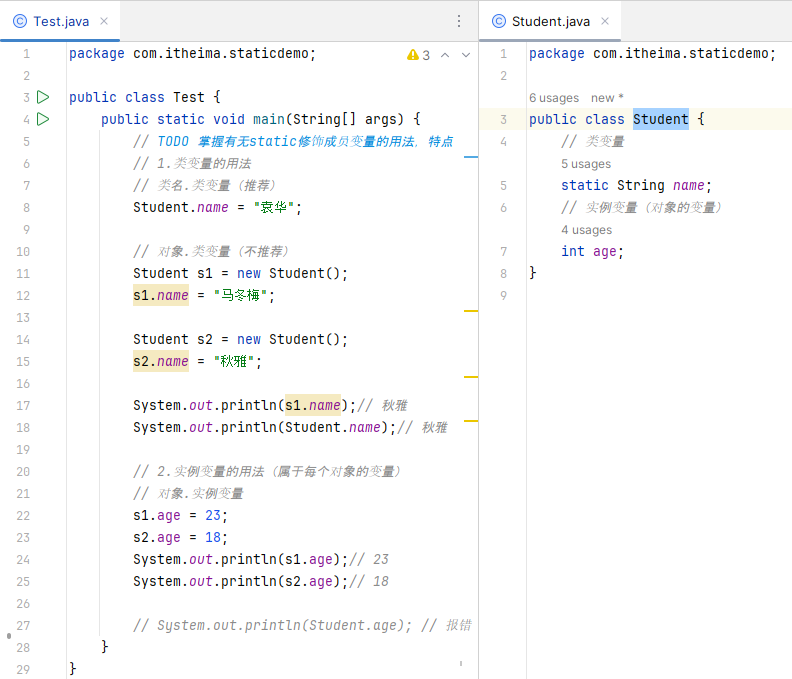 Test.java
3
1 package com.itheima.staticdemo;
2
3 public class Test {
4 public static void main(String[] args) {
5 // TODO 掌握有无static修饰成员变量的用法，特点
6 // 1.类变量的用法
7 // 类名.类变量（推荐）
8 Student.name = "袁华";
9
10 // 对象.类变量（不推荐）
11 Student s1 = new Student();
12 s1.name = "马冬梅";
13
14 Student s2 = new Student();
15 s2.name = "秋雅";
16
17 System.out.println(s1.name);// 秋雅
18 System.out.println(Student.name);// 秋雅
19
20 // 2.实例变量的用法（属于每个对象的变量）
21 // 对象.实例变量
22 s1.age = 23;
23 s2.age = 18;
24 System.out.println(s1.age);// 23
25 System.out.println(s2.age);// 18
26
27 // System.out.println(Student.age); // 报错
28 }
29 }
Student.java
1 package com.itheima.staticdemo;
2
6 usages new *
3 public class Student {
4 // 类变量
5 usages
5 static String name;
6 // 实例变量（对象的变量）
4 usages
7 int age;
8 }
9